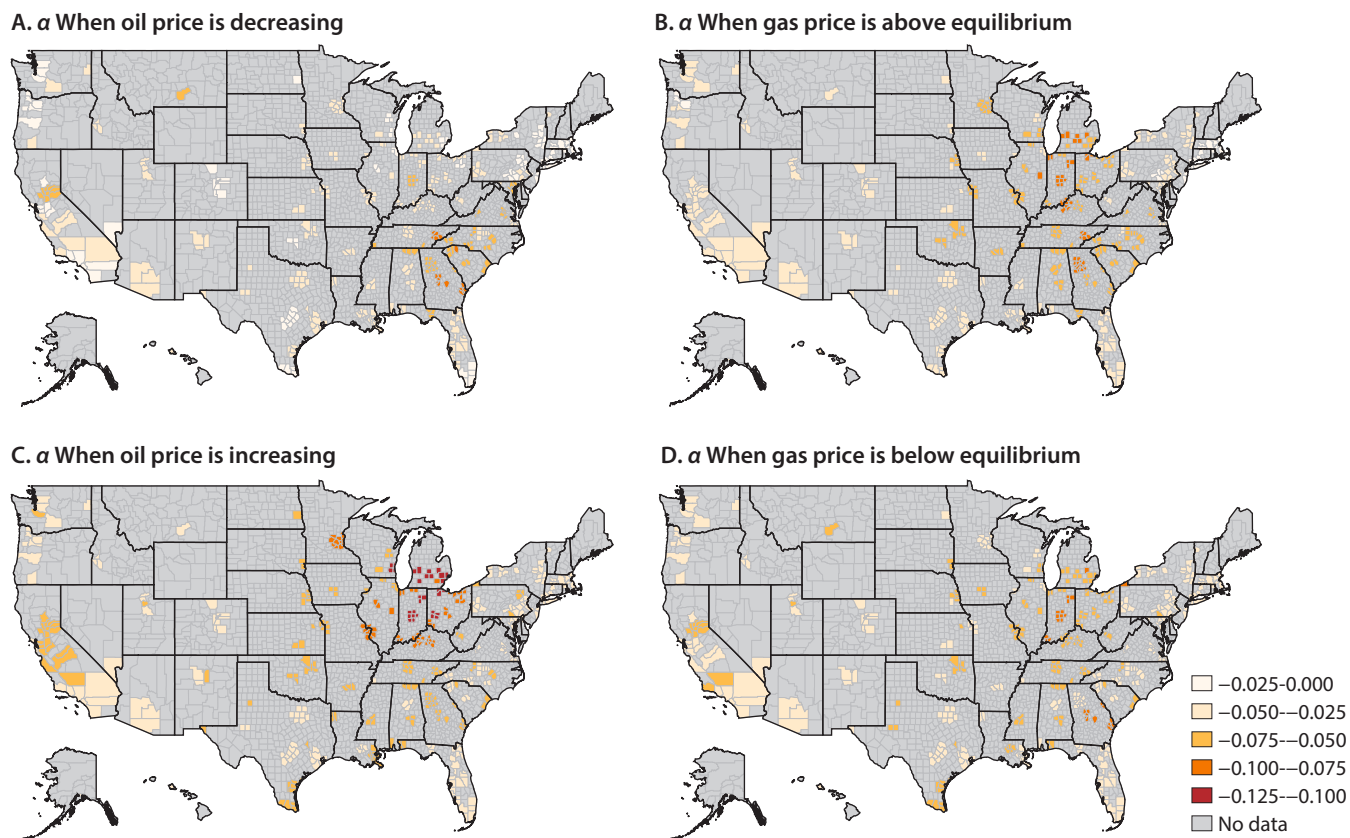 A. α When oil price is decreasing
B. α When gas price is above equilibrium
C. α When oil price is increasing
D. α When gas price is below equilibrium
−0.025-0.000
−0.050-−0.025
−0.075-−0.050
−0.100-−0.075
−0.125-−0.100
No data